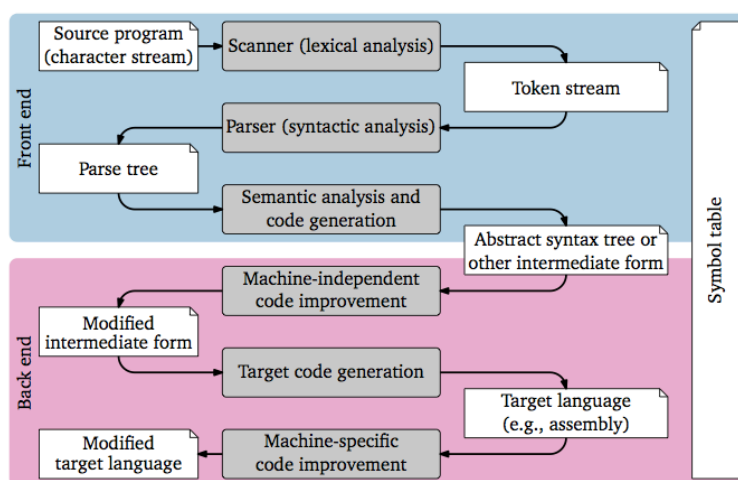 Source program
(character stream)
Scanner (lexical analysis)
Token stream
Parser (syntactic analysis)
Parse tree
Semantic analysis and
code generation
Abstract syntax tree or
other intermediate form
Front end
Machine-independent
code improvement
Modified
intermediate form
Target code generation
Target language
(e.g., assembly)
Machine-specific
code improvement
Modified
target language
Back end
Symbol table